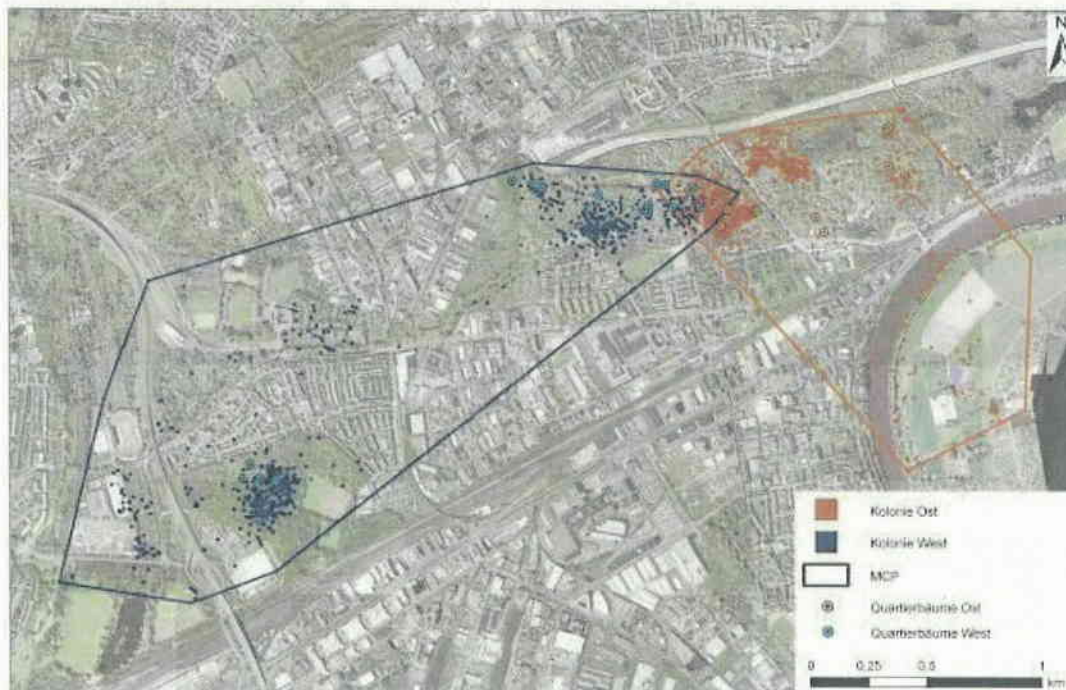 N
Kolonie Ost
Kolonie West
MCP
Quartierbäume Ost
Quartierbäume West
0 0,25 0,5 1
km